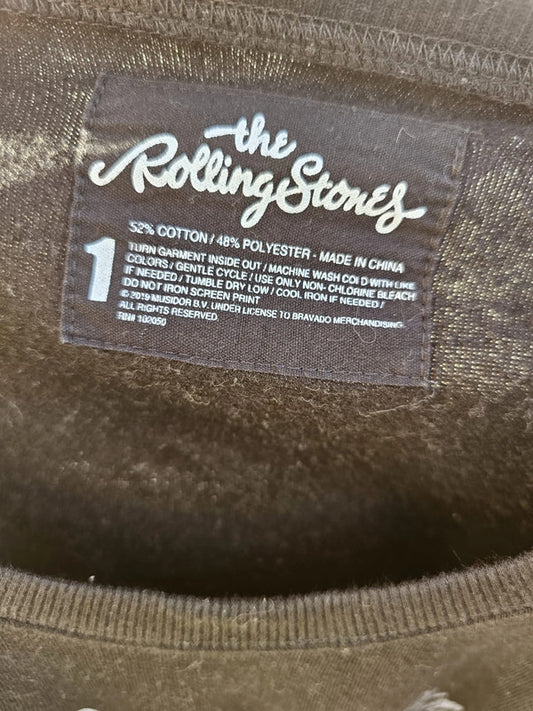 the
Rolling Stones
52% COTTON / 48% POLYESTER - MADE IN CHINA
1
TURN GARMENT INSIDE OUT / MACHINE WASH COLD WITH LIKE
COLORS / GENTLE CYCLE / USE ONLY NON- CHLORINE BLEACH
IF NEEDED / TUMBLE DRY LOW / COOL IRON IF NEEDED /
DO NOT IRON SCREEN PRINT
© 2019 MUSIDOR B.V. UNDER LICENSE TO BRAVADO MERCHANDISING.
ALL RIGHTS RESERVED.
RN# 102050